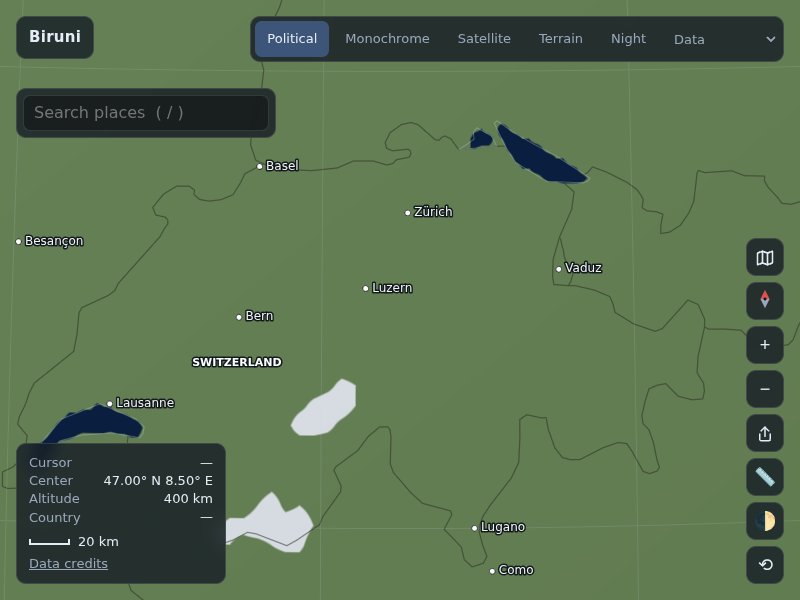 Biruni
Political Monochrome Satellite Terrain Night Data
Search places ( / )
Basel
Zürich
Besançon
Vaduz
Luzern
Bern
SWITZERLAND
Lausanne
Cursor —
Center 47.00° N 8.50° E
Altitude 400 km
Country —
20 km
Data credits
Lugano
Como
+
−